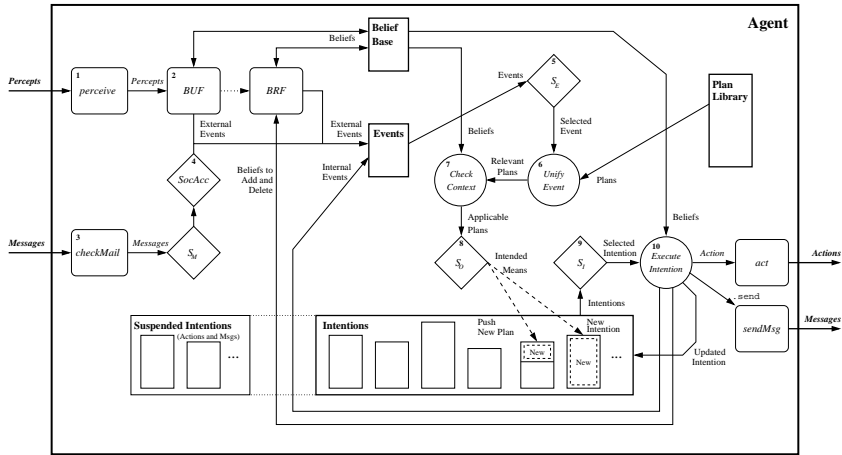 Agent
Belief
Base
Beliefs
Percepts
1
perceive
Percepts
2
BUF
BRF
Events
5
S_E
Plan
Library
External
Events
External
Events
Events
Selected
Event
Beliefs
4
SocAcc
Beliefs to
Add and
Delete
Internal
Events
7
Check
Context
Relevant
Plans
6
Unify
Event
Plans
Messages
3
checkMail
Messages
S_M
Applicable
Plans
8
S_O
Intended
Means
9
S_I
Selected
Intention
Beliefs
10
Execute
Intention
Action
act
Actions
.send
sendMsg
Messages
Intentions
Suspended Intentions
(Actions and Msgs)
...
Intentions
Push
New Plan
New
Intention
New
New
...
Updated
Intention